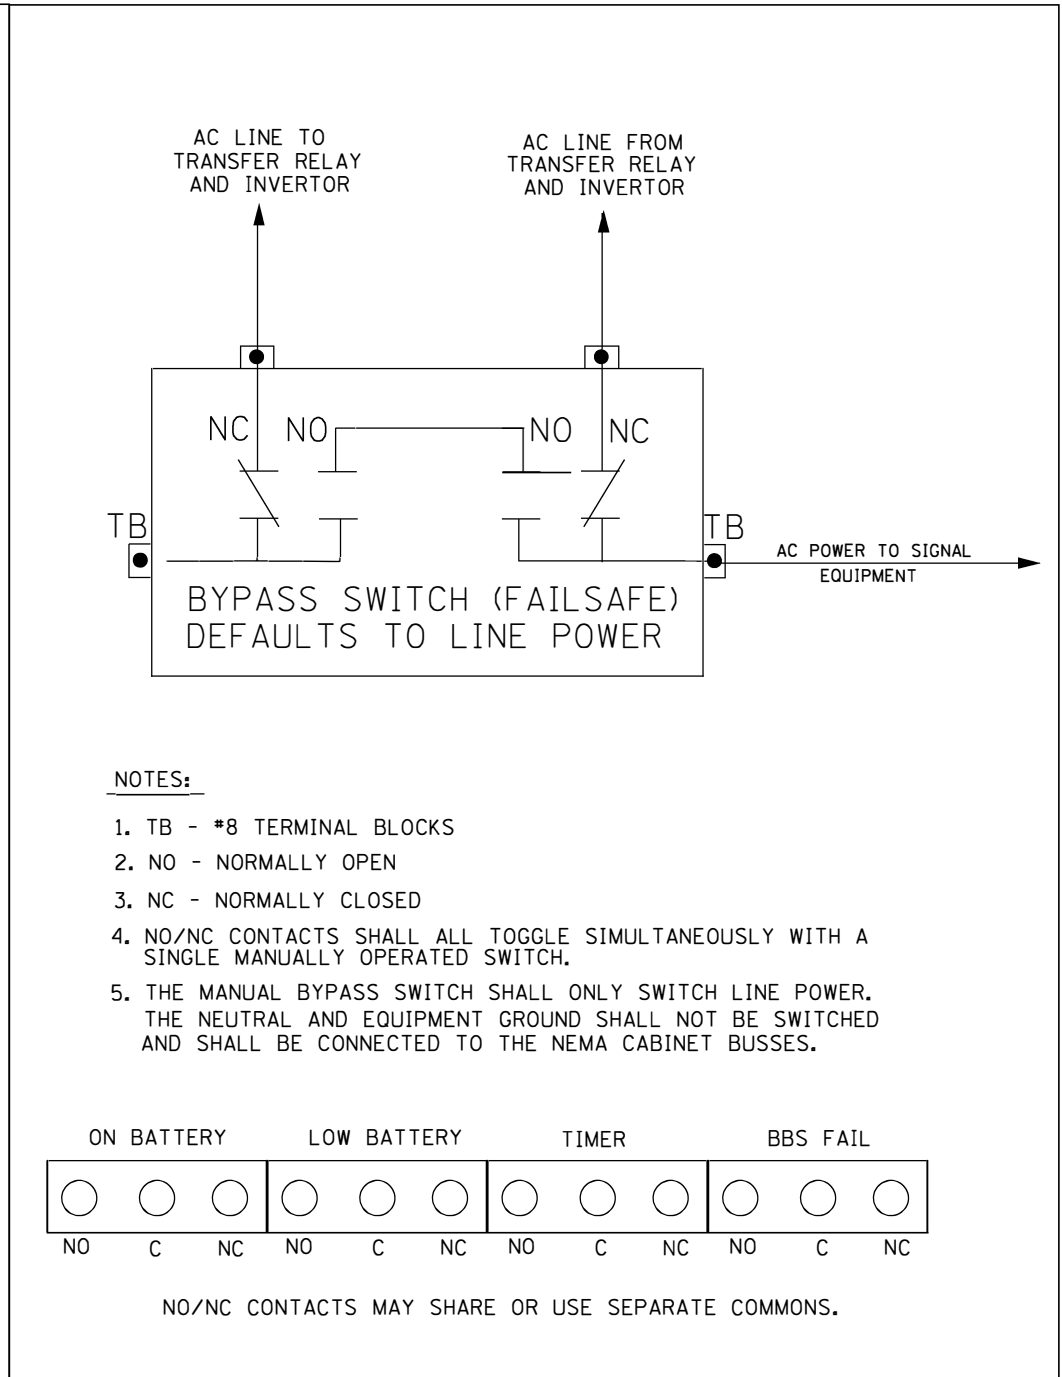 AC LINE TO
TRANSFER RELAY
AND INVERTOR
AC LINE FROM
TRANSFER RELAY
AND INVERTOR
NC NO NO NC
TB TB
AC POWER TO SIGNAL
EQUIPMENT
BYPASS SWITCH (FAILSAFE)
DEFAULTS TO LINE POWER
NOTES:
1. TB - #8 TERMINAL BLOCKS
2. NO - NORMALLY OPEN
3. NC - NORMALLY CLOSED
4. NO/NC CONTACTS SHALL ALL TOGGLE SIMULTANEOUSLY WITH A
SINGLE MANUALLY OPERATED SWITCH.
5. THE MANUAL BYPASS SWITCH SHALL ONLY SWITCH LINE POWER.
THE NEUTRAL AND EQUIPMENT GROUND SHALL NOT BE SWITCHED
AND SHALL BE CONNECTED TO THE NEMA CABINET BUSSES.
ON BATTERY LOW BATTERY TIMER BBS FAIL
NO C NC NO C NC NO C NC NO C NC
NO/NC CONTACTS MAY SHARE OR USE SEPARATE COMMONS.